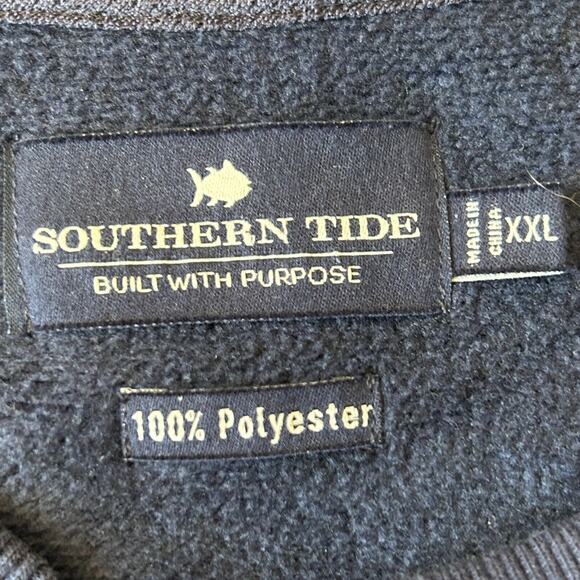 SOUTHERN TIDE
BUILT WITH PURPOSE
MADE IN
CHINA
XXL
100% Polyester